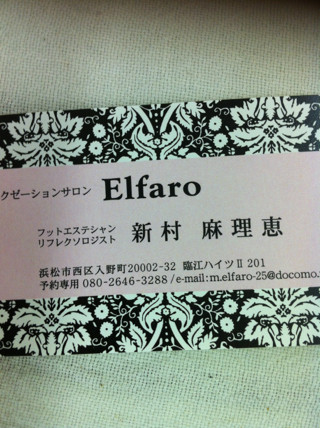 クゼーションサロン Elfaro
フットエステシャン
リフレクソロジスト 新村 麻理恵
浜松市西区入野町20002-32 臨江ハイツⅡ 201
予約専用 080-2646-3288 / e-mail:m.elfaro-25@docomo.